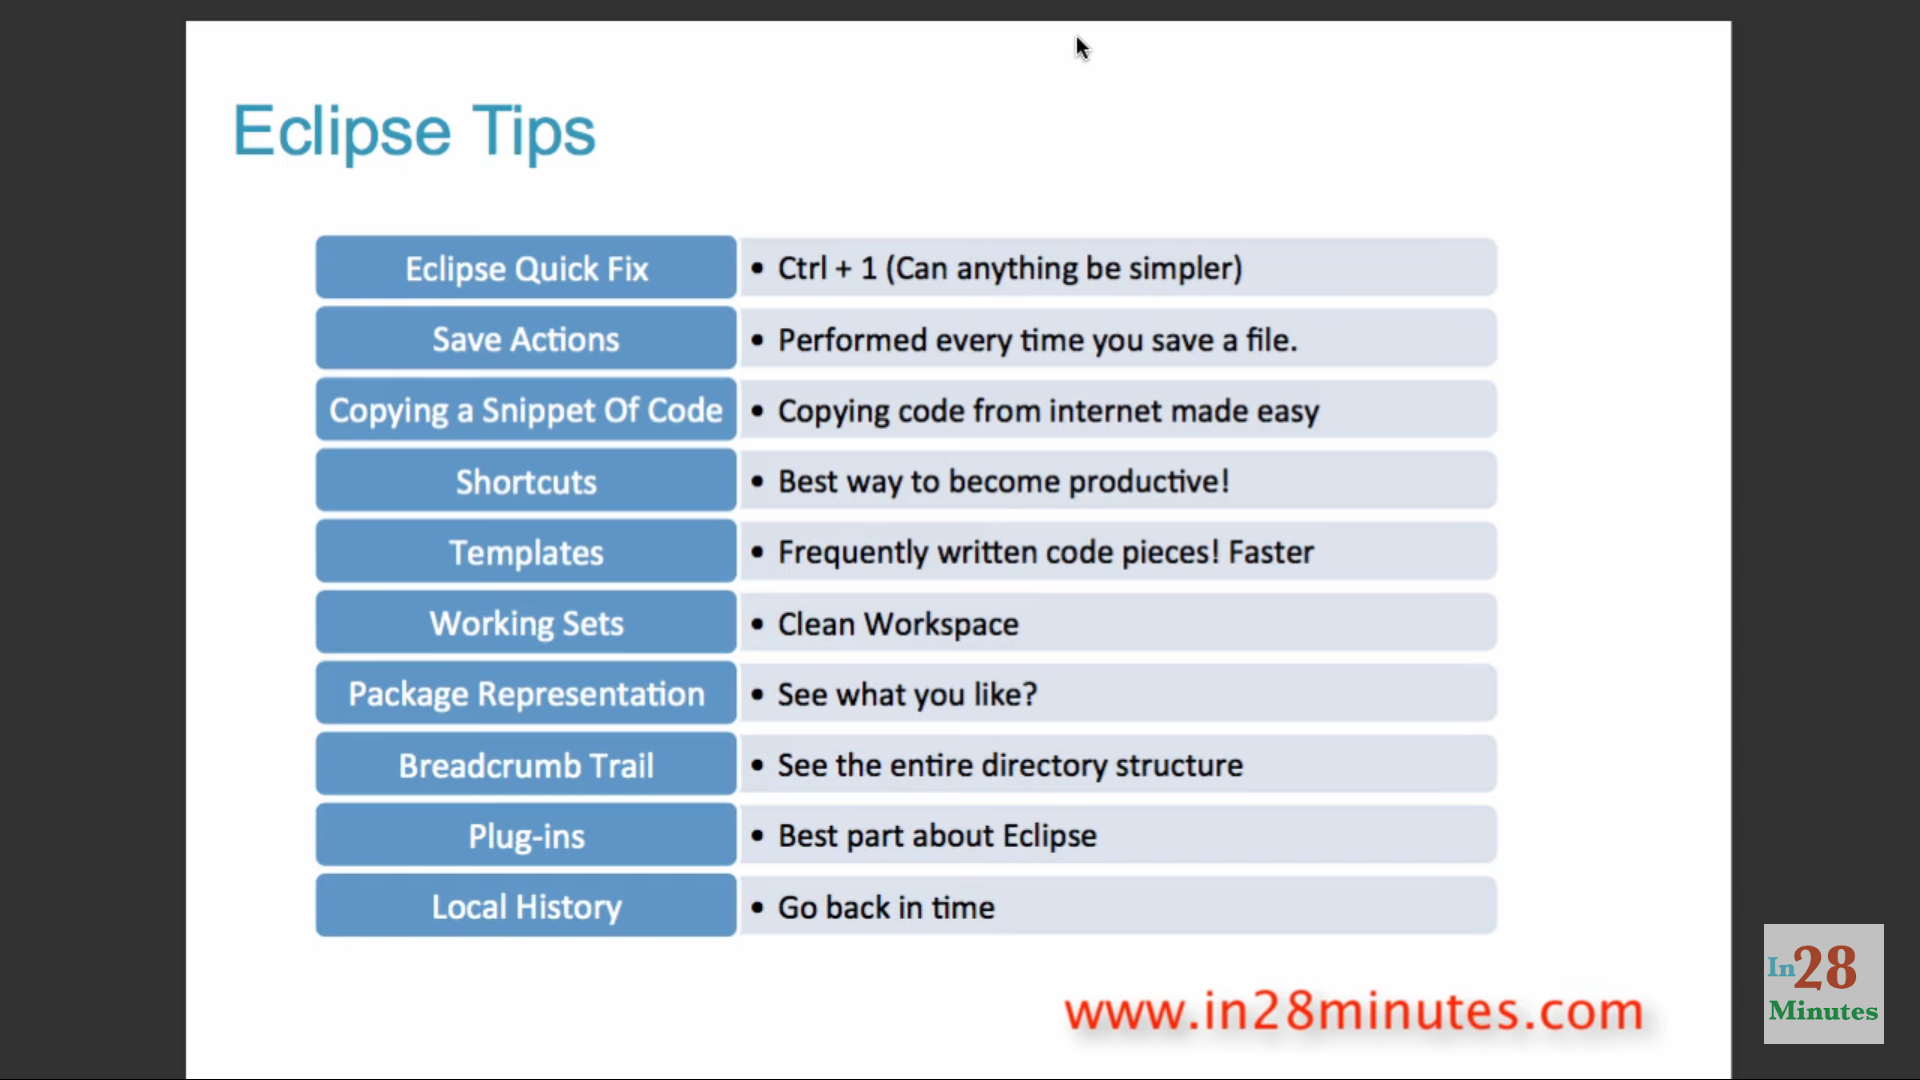 Eclipse Tips
Eclipse Quick Fix • Ctrl + 1 (Can anything be simpler)
Save Actions • Performed every time you save a file.
Copying a Snippet Of Code • Copying code from internet made easy
Shortcuts • Best way to become productive!
Templates • Frequently written code pieces! Faster
Working Sets • Clean Workspace
Package Representation • See what you like?
Breadcrumb Trail • See the entire directory structure
Plug-ins • Best part about Eclipse
Local History • Go back in time
www.in28minutes.com
In28
Minutes